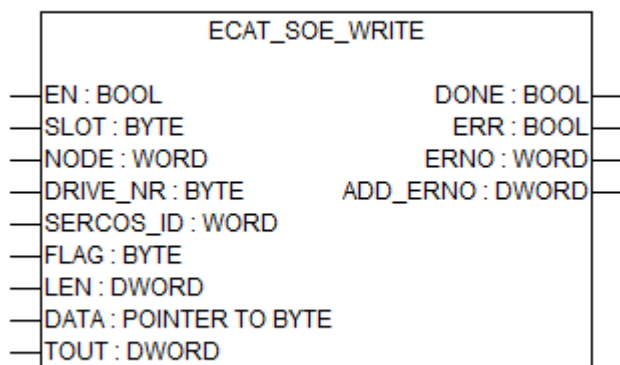 ECAT_SOE_WRITE
EN : BOOL DONE : BOOL
SLOT : BYTE ERR : BOOL
NODE : WORD ERNO : WORD
DRIVE_NR : BYTE ADD_ERNO : DWORD
SERCOS_ID : WORD
FLAG : BYTE
LEN : DWORD
DATA : POINTER TO BYTE
TOUT : DWORD